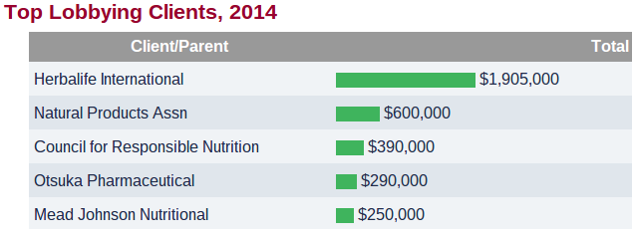 Top Lobbying Clients, 2014
Client/Parent Total
Herbalife International $1,905,000
Natural Products Assn $600,000
Council for Responsible Nutrition $390,000
Otsuka Pharmaceutical $290,000
Mead Johnson Nutritional $250,000